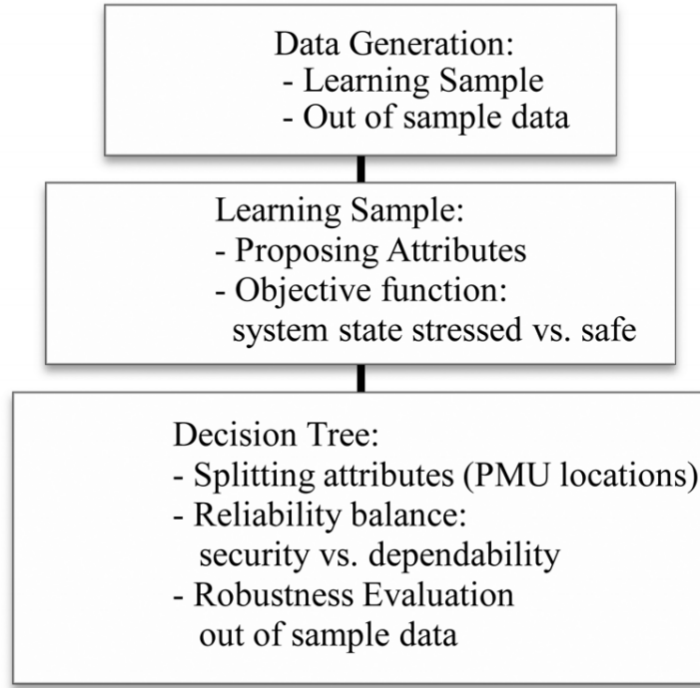 Data Generation:
- Learning Sample
- Out of sample data
Learning Sample:
- Proposing Attributes
- Objective function:
system state stressed vs. safe
Decision Tree:
- Splitting attributes (PMU locations)
- Reliability balance:
security vs. dependability
- Robustness Evaluation
out of sample data